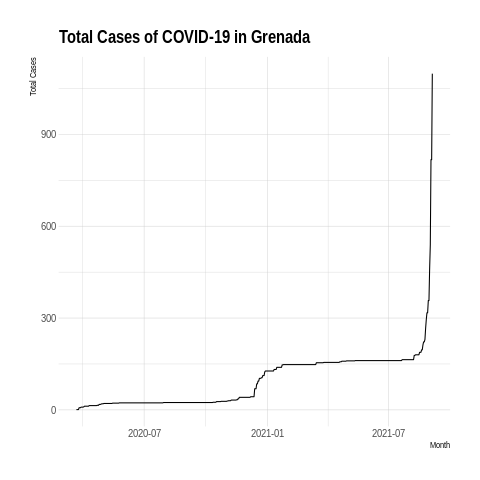 Total Cases of COVID-19 in Grenada
Total Cases
900
600
300
0
2020-07
2021-01
2021-07
Month